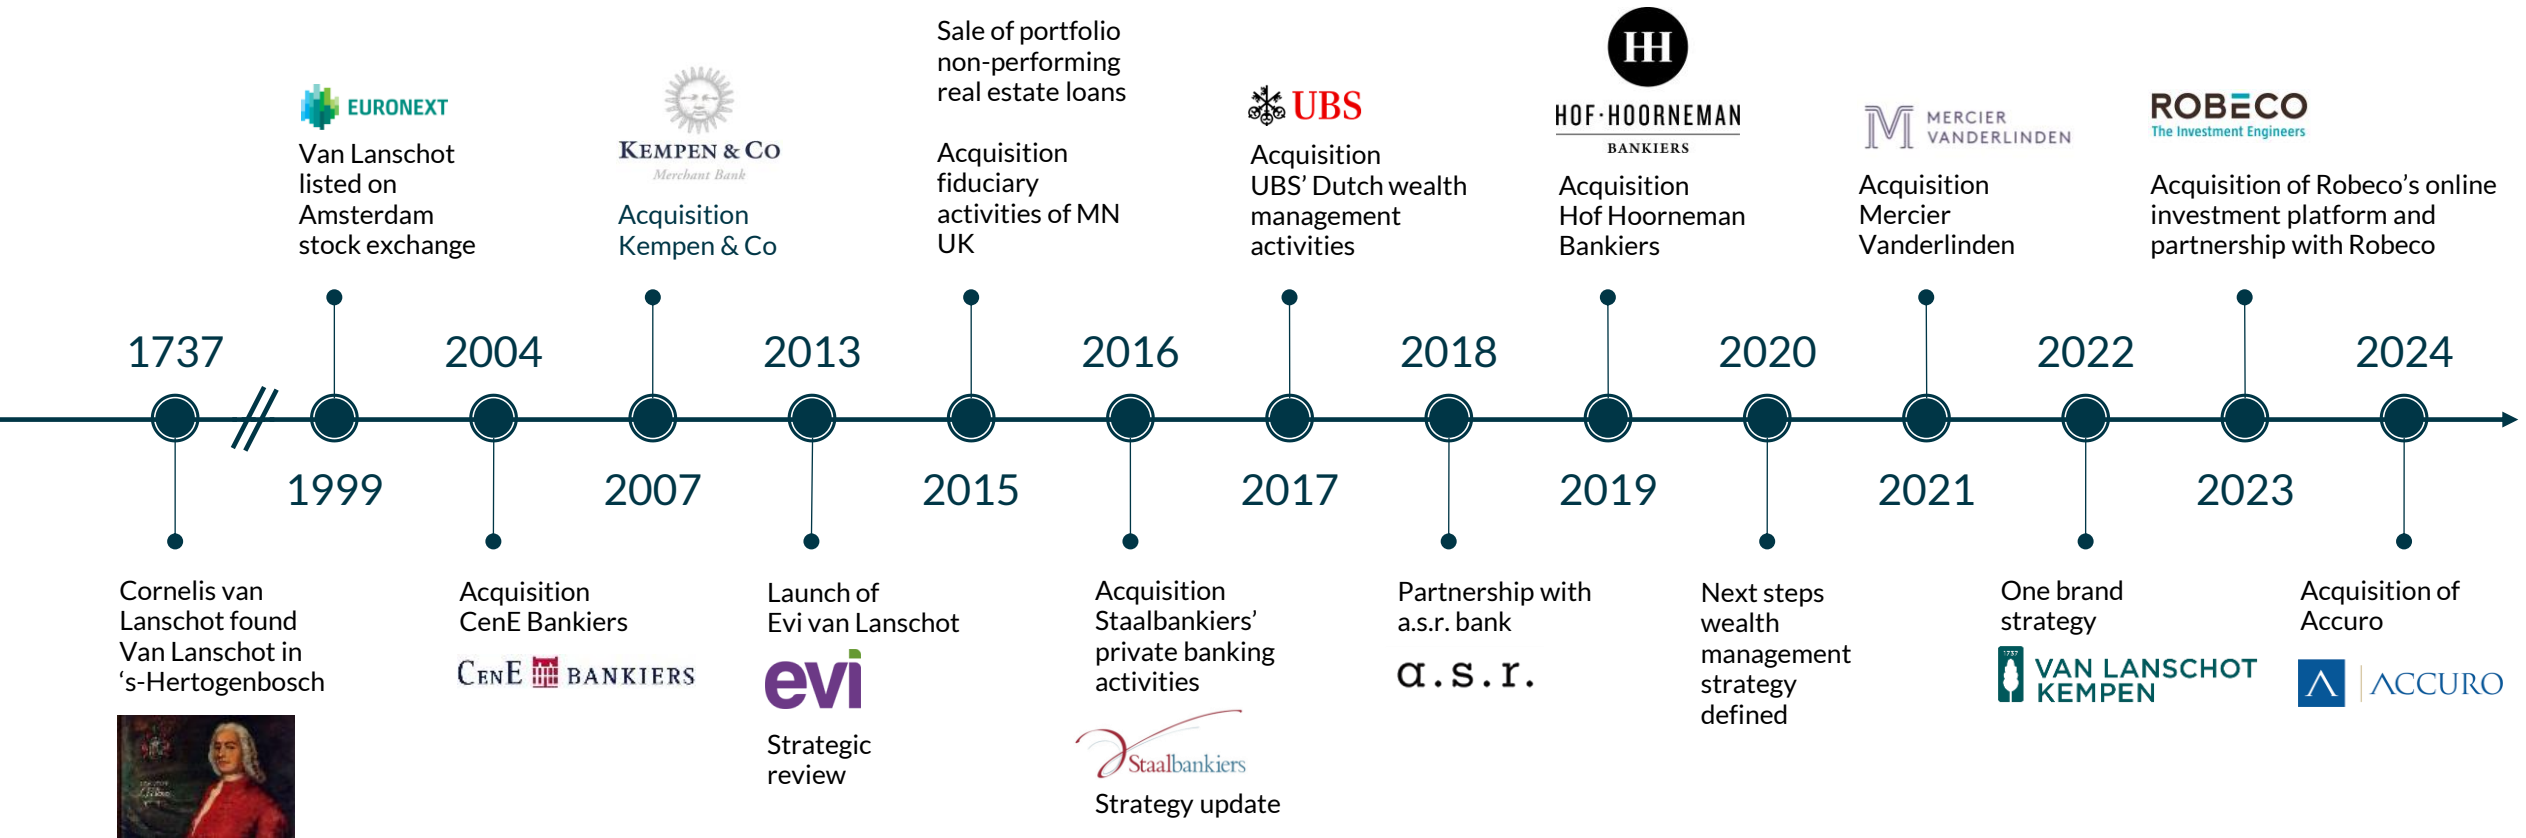 Sale of portfolio
non-performing
real estate loans
Acquisition
fiduciary
activities of MN
UK
EURONEXT
Van Lanschot
listed on
Amsterdam
stock exchange
KEMPEN & CO
Merchant Bank
Acquisition
Kempen & Co
UBS
Acquisition
UBS' Dutch wealth
management
activities
HH
HOF·HOORNEMAN
BANKIERS
Acquisition
Hof Hoorneman
Bankiers
M MERCIER
VANDERLINDEN
Acquisition
Mercier
Vanderlinden
ROBECO
The Investment Engineers
Acquisition of Robeco's online
investment platform and
partnership with Robeco
1737
2004
2013
2016
2018
2020
2022
2024
1999
2007
2015
2017
2019
2021
2023
Cornelis van
Lanschot found
Van Lanschot in
‘s-Hertogenbosch
Acquisition
CenE Bankiers
CENE BANKIERS
Launch of
Evi van Lanschot
evi
Strategic
review
Acquisition
Staalbankiers’
private banking
activities
Staalbankiers
Strategy update
Partnership with
a.s.r. bank
a.s.r.
Next steps
wealth
management
strategy
defined
One brand
strategy
1737
VAN LANSCHOT
KEMPEN
Acquisition of
Accuro
ACCURO